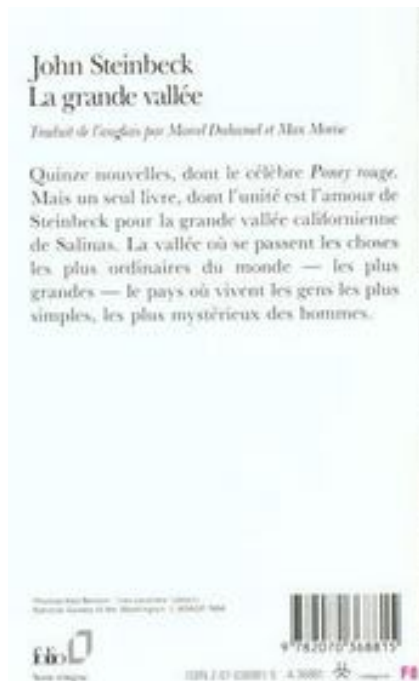 John Steinbeck
La grande vallée
Traduit de l'anglais par Marcel Duhamel et Max Morise
Quinze nouvelles, dont le célèbre Poney rouge.
Mais un seul livre, dont l'unité est l'amour de
Steinbeck pour la grande vallée californienne
de Salinas. La vallée où se passent les choses
les plus ordinaires du monde — les plus
grandes — le pays où vivent les gens les plus
simples, les plus mystérieux des hommes.
folio
9 782070 368815